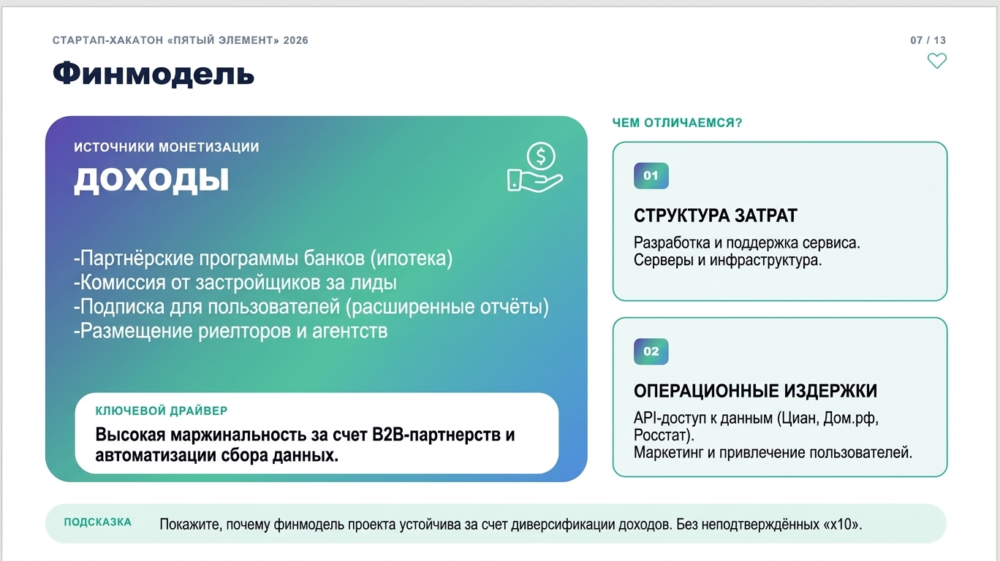 СТАРТАП-ХАКАТОН «ПЯТЫЙ ЭЛЕМЕНТ» 2026
07 / 13
Финмодель
ИСТОЧНИКИ МОНЕТИЗАЦИИ
ДОХОДЫ
$
-Партнёрские программы банков (ипотека)
-Комиссия от застройщиков за лиды
-Подписка для пользователей (расширенные отчёты)
-Размещение риелторов и агентств
КЛЮЧЕВОЙ ДРАЙВЕР
Высокая маржинальность за счет B2B-партнерств и
автоматизации сбора данных.
ЧЕМ ОТЛИЧАЕМСЯ?
01
СТРУКТУРА ЗАТРАТ
Разработка и поддержка сервиса.
Серверы и инфраструктура.
02
ОПЕРАЦИОННЫЕ ИЗДЕРЖКИ
API-доступ к данным (Циан, Дом.рф,
Росстат).
Маркетинг и привлечение пользователей.
ПОДСКАЗКА
Покажите, почему финмодель проекта устойчива за счет диверсификации доходов. Без неподтверждённых «x10».